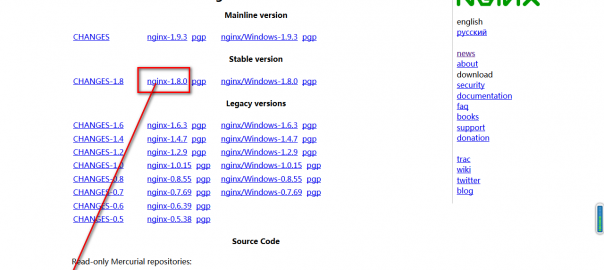 NGINX
Mainline version
CHANGES nginx-1.9.3 pgp nginx/Windows-1.9.3 pgp
Stable version
CHANGES-1.8 nginx-1.8.0 pgp nginx/Windows-1.8.0 pgp
Legacy versions
CHANGES-1.6 nginx-1.6.3 pgp nginx/Windows-1.6.3 pgp
CHANGES-1.4 nginx-1.4.7 pgp nginx/Windows-1.4.7 pgp
CHANGES-1.2 nginx-1.2.9 pgp nginx/Windows-1.2.9 pgp
CHANGES-1.0 nginx-1.0.15 pgp nginx/Windows-1.0.15 pgp
CHANGES-0.8 nginx-0.8.55 pgp nginx/Windows-0.8.55 pgp
CHANGES-0.7 nginx-0.7.69 pgp nginx/Windows-0.7.69 pgp
CHANGES-0.6 nginx-0.6.39 pgp
CHANGES-0.5 nginx-0.5.38 pgp
Source Code
Read-only Mercurial repositories:
english
русский
news
about
download
security
documentation
faq
books
support
donation
trac
wiki
twitter
blog